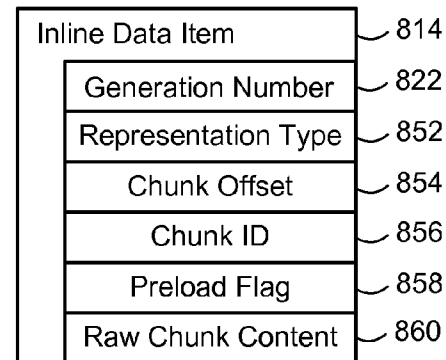 Inline Data Item 814
Generation Number 822
Representation Type 852
Chunk Offset 854
Chunk ID 856
Preload Flag 858
Raw Chunk Content 860